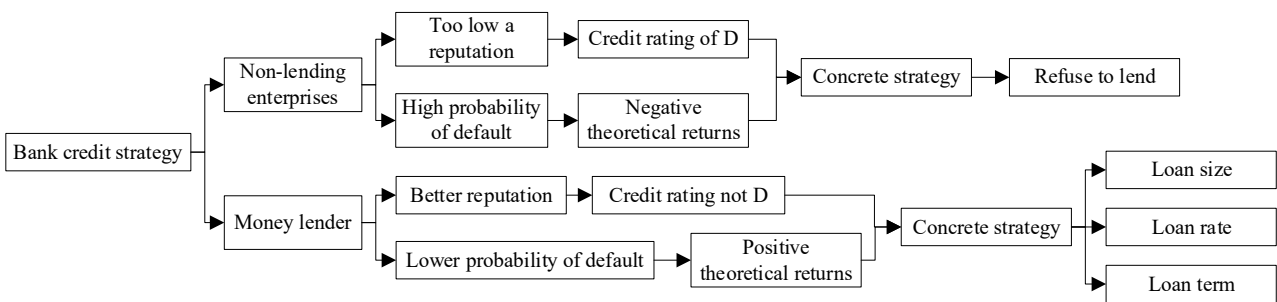 Too low a
reputation
Credit rating of D
Non-lending
enterprises
Concrete strategy
Refuse to lend
High probability
of default
Negative
theoretical returns
Bank credit strategy
Better reputation
Credit rating not D
Loan size
Money lender
Concrete strategy
Loan rate
Lower probability of default
Positive
theoretical returns
Loan term